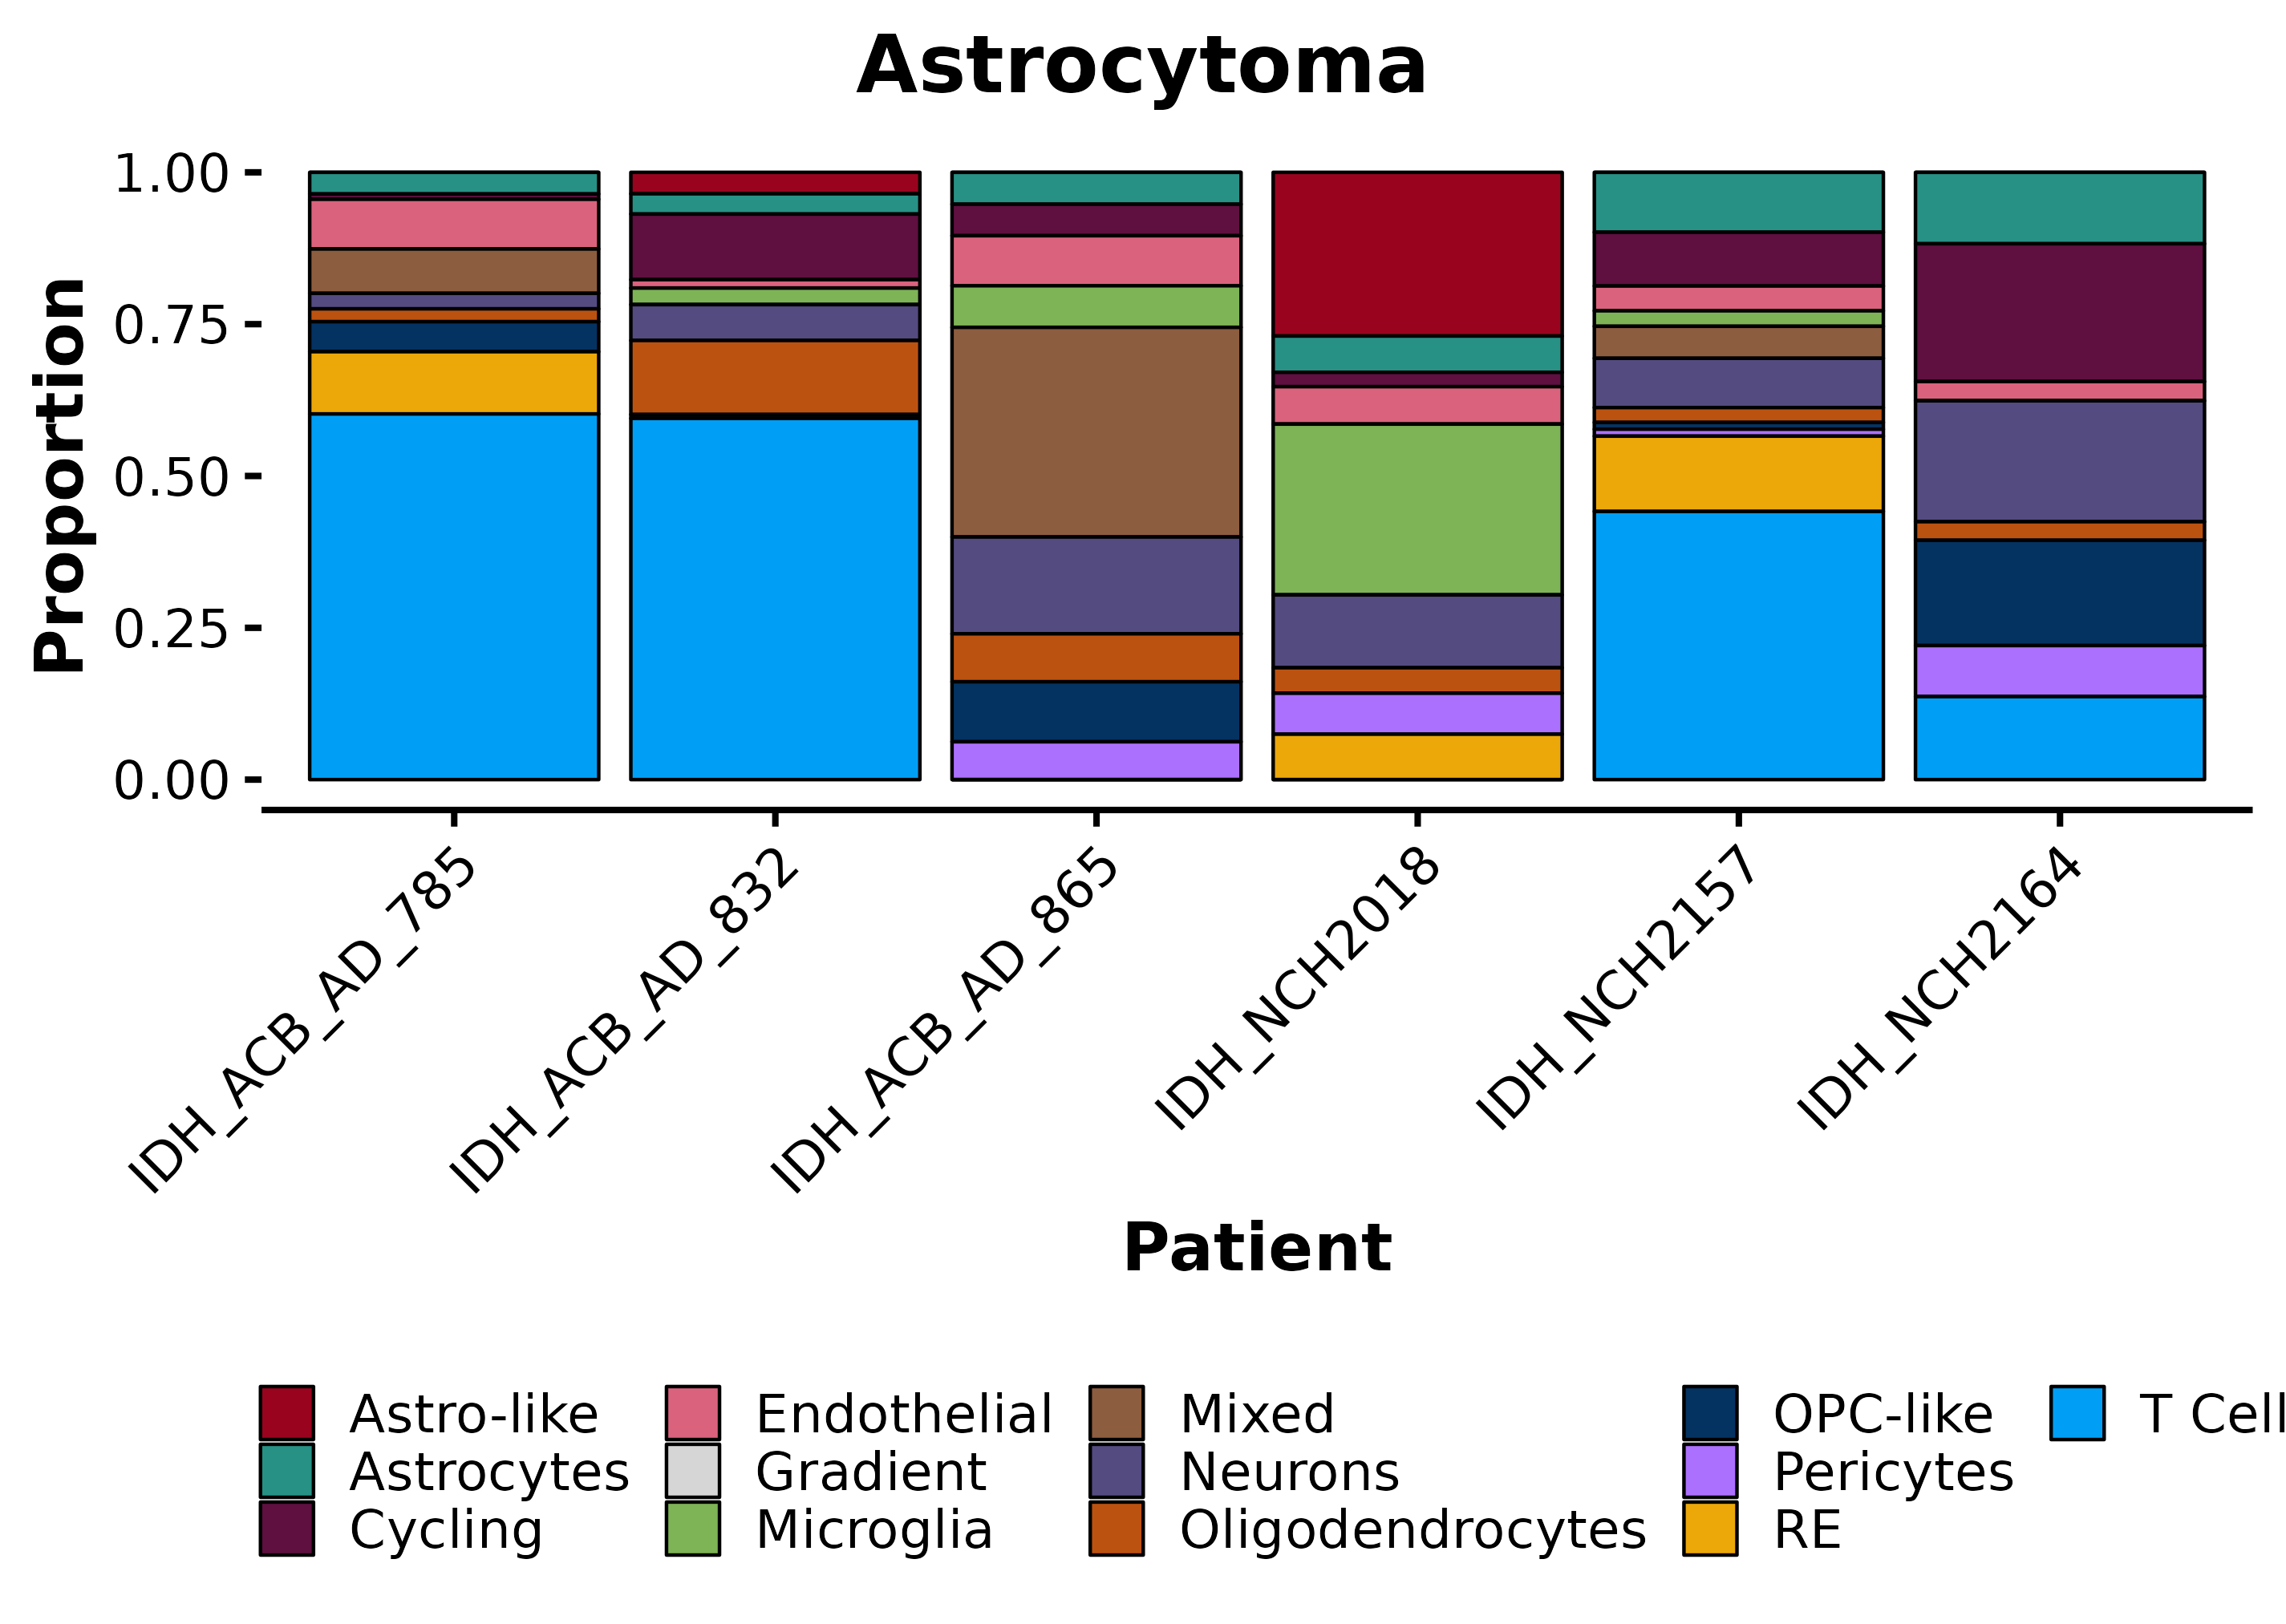 Astrocytoma
Proportion
1.00
0.75
0.50
0.25
0.00
IDH_ACB_AD_785
IDH_ACB_AD_832
IDH_ACB_AD_865
IDH_NCH2018
IDH_NCH2157
IDH_NCH2164
Patient
Astro-like
Astrocytes
Cycling
Endothelial
Gradient
Microglia
Mixed
Neurons
Oligodendrocytes
OPC-like
Pericytes
RE
T Cell